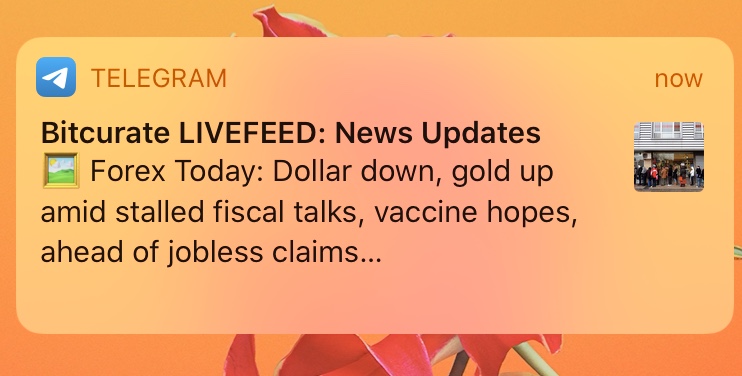 TELEGRAM now
Bitcurate LIVEFEED: News Updates
🖼 Forex Today: Dollar down, gold up
amid stalled fiscal talks, vaccine hopes,
ahead of jobless claims...